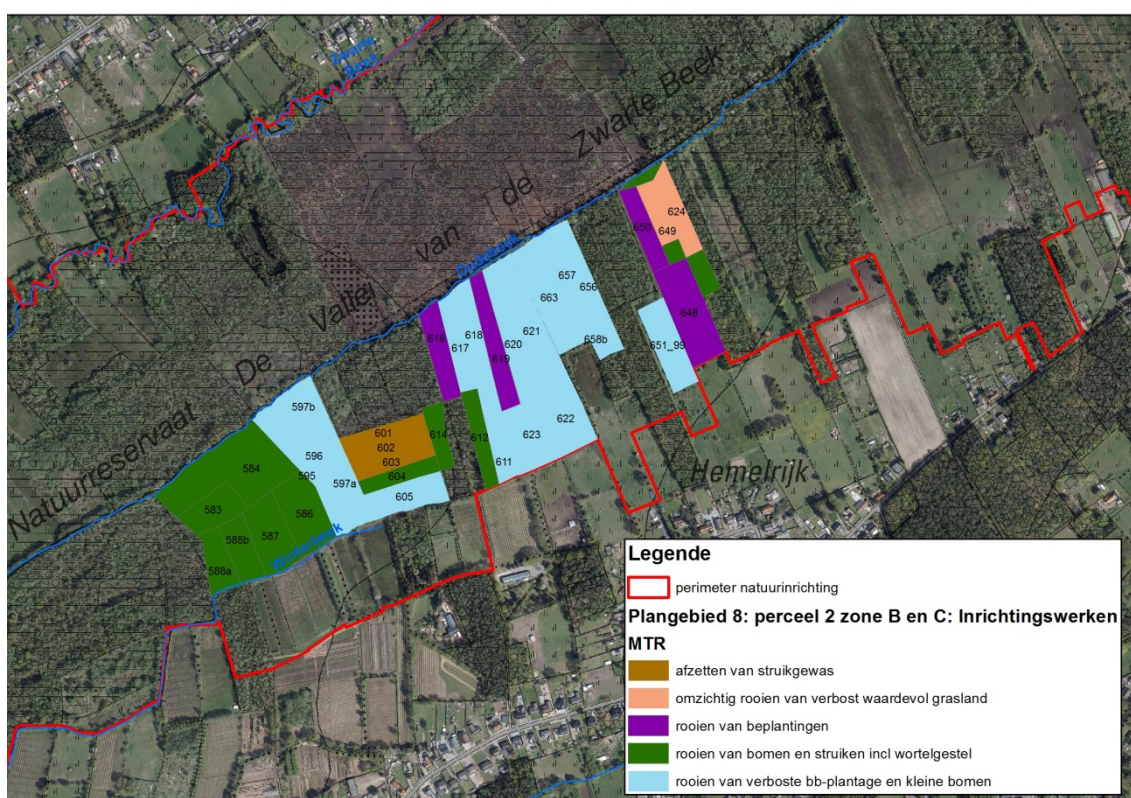 Zwarte
Beek
Zwarte Beek
de
van
Vallei
De
Natuurreservaat
Oudebeek
624
650
649
657
656
663
648
618
621
616
617
620
658b
651_99
619
597b
601
614
622
602
612
596
623
603
584
611
595
604
597a
605
583
586
588b
587
588a
Winterbeek
Hemelrijk
Legende
perimeter natuurinrichting
Plangebied 8: perceel 2 zone B en C: Inrichtingswerken
MTR
afzetten van struikgewas
omzichtig rooien van verbost waardevol grasland
rooien van beplantingen
rooien van bomen en struiken incl wortelgestel
rooien van verboste bb-plantage en kleine bomen